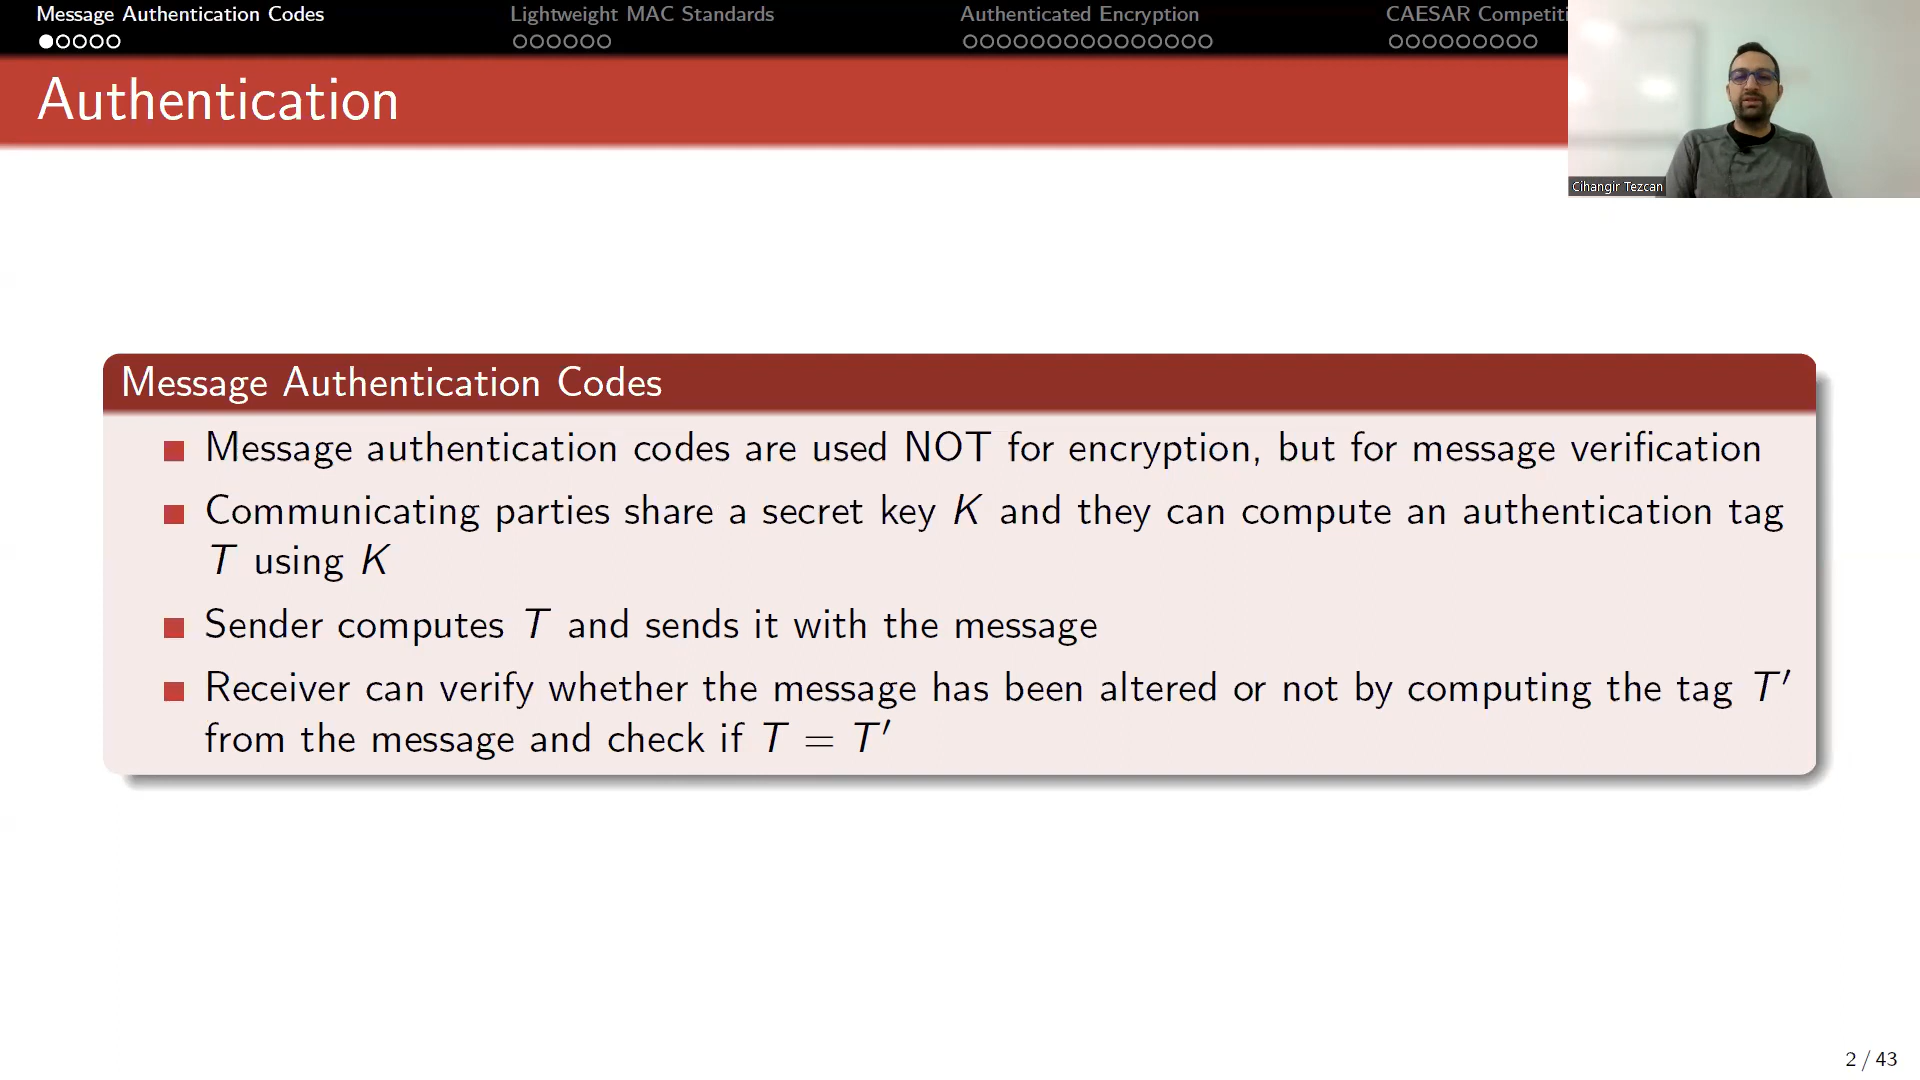 Message Authentication Codes
Lightweight MAC Standards
Authenticated Encryption
CAESAR Competiti
Authentication
Cihangir Tezcan
Message Authentication Codes
Message authentication codes are used NOT for encryption, but for message verification
Communicating parties share a secret key K and they can compute an authentication tag
T using K
Sender computes T and sends it with the message
Receiver can verify whether the message has been altered or not by computing the tag T′
from the message and check if T = T′
2 / 43